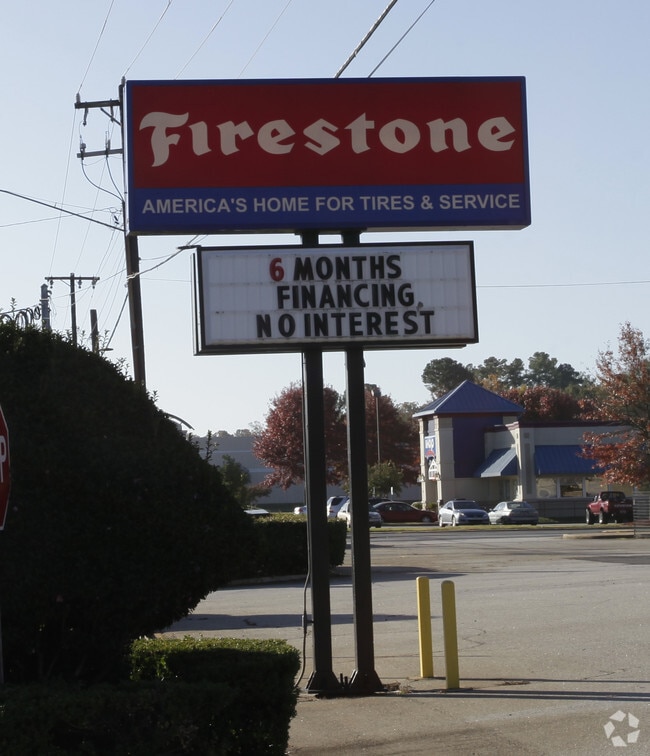 Firestone
AMERICA'S HOME FOR TIRES & SERVICE
6 MONTHS
FINANCING,
NO INTEREST